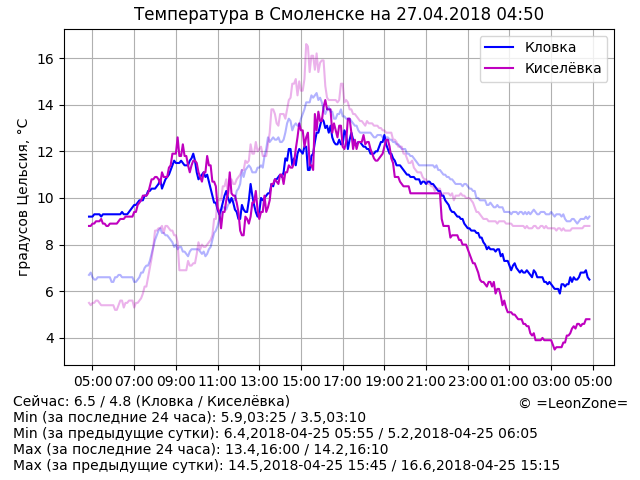 Температура в Смоленске на 27.04.2018 04:50
Кловка
Киселёвка
градусов Цельсия, °C
16
14
12
10
8
6
4
05:00 07:00 09:00 11:00 13:00 15:00 17:00 19:00 21:00 23:00 01:00 03:00 05:00
Сейчас: 6.5 / 4.8 (Кловка / Киселёвка)
© =LeonZone=
Min (за последние 24 часа): 5.9,03:25 / 3.5,03:10
Min (за предыдущие сутки): 6.4,2018-04-25 05:55 / 5.2,2018-04-25 06:05
Max (за последние 24 часа): 13.4,16:00 / 14.2,16:10
Max (за предыдущие сутки): 14.5,2018-04-25 15:45 / 16.6,2018-04-25 15:15